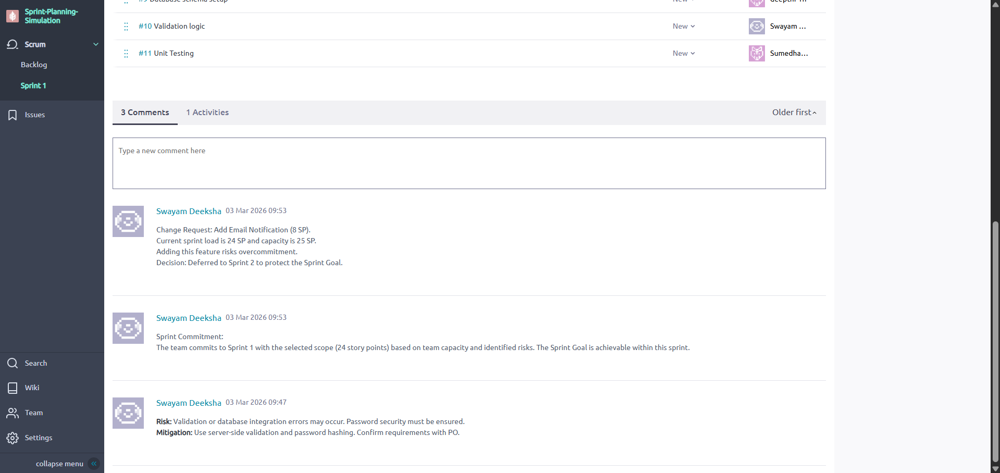 Sprint-Planning-
Simulation
Scrum
Backlog
Sprint 1
Issues
Search
Wiki
Team
Settings
collapse menu
#9 Database schema setup
New
#10 Validation logic
New
Swayam ...
#11 Unit Testing
New
Sumedha...
3 Comments
1 Activities
Older first
Type a new comment here
Swayam Deeksha 03 Mar 2026 09:53
Change Request: Add Email Notification (8 SP).
Current sprint load is 24 SP and capacity is 25 SP.
Adding this feature risks overcommitment.
Decision: Deferred to Sprint 2 to protect the Sprint Goal.
Swayam Deeksha 03 Mar 2026 09:53
Sprint Commitment:
The team commits to Sprint 1 with the selected scope (24 story points) based on team capacity and identified risks. The Sprint Goal is achievable within this sprint.
Swayam Deeksha 03 Mar 2026 09:47
Risk: Validation or database integration errors may occur. Password security must be ensured.
Mitigation: Use server-side validation and password hashing. Confirm requirements with PO.